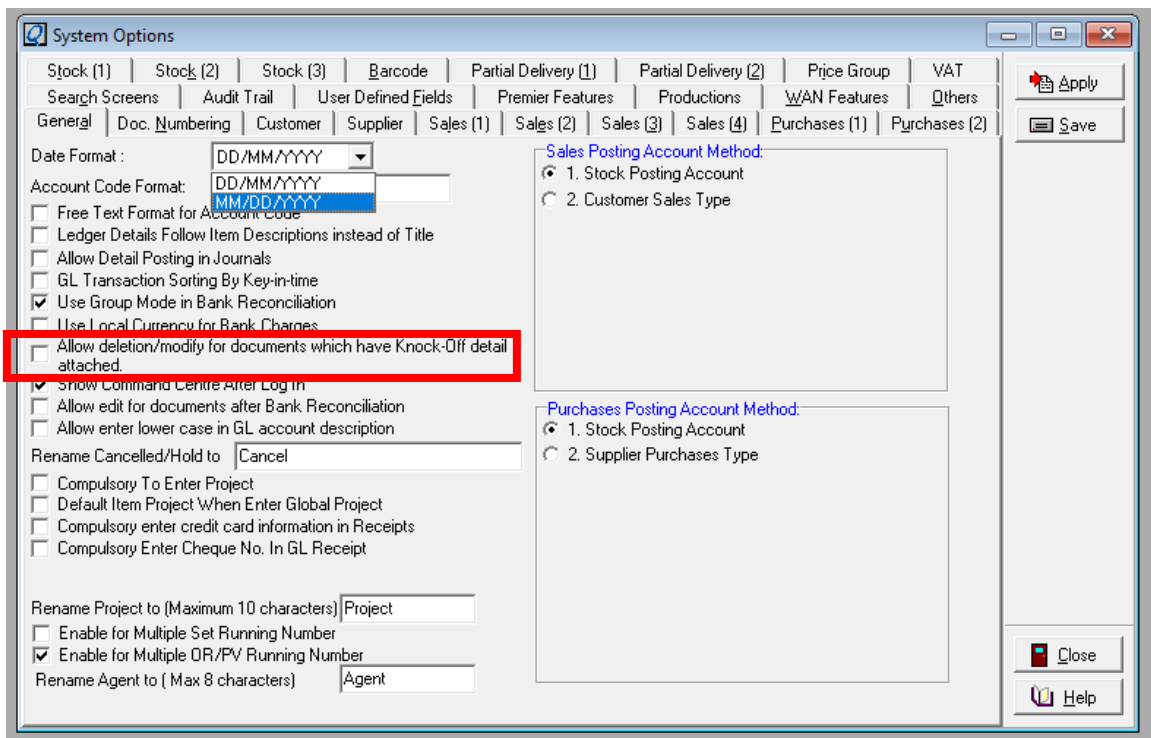 System Options
Stock (1) Stock (2) Stock (3) Barcode Partial Delivery (1) Partial Delivery (2) Price Group VAT
Search Screens Audit Trail User Defined Fields Premier Features Productions WAN Features Others
General Doc. Numbering Customer Supplier Sales (1) Sales (2) Sales (3) Sales (4) Purchases (1) Purchases (2)
Apply
Save
Date Format : DD/MM/YYYY
DD/MM/YYYY
MM/DD/YYYY
Account Code Format:
Free Text Format for Account Code
Ledger Details Follow Item Descriptions instead of Title
Allow Detail Posting in Journals
GL Transaction Sorting By Key-in-time
Use Group Mode in Bank Reconciliation
Use Local Currency for Bank Charges
Allow deletion/modify for documents which have Knock-Off detail
attached.
Show Command Centre After Log In
Allow edit for documents after Bank Reconciliation
Allow enter lower case in GL account description
Rename Cancelled/Hold to Cancel
Compulsory To Enter Project
Default Item Project When Enter Global Project
Compulsory enter credit card information in Receipts
Compulsory Enter Cheque No. In GL Receipt
Rename Project to (Maximum 10 characters) Project
Enable for Multiple Set Running Number
Enable for Multiple OR/PV Running Number
Rename Agent to ( Max 8 characters) Agent
Sales Posting Account Method:
1. Stock Posting Account
2. Customer Sales Type
Purchases Posting Account Method:
1. Stock Posting Account
2. Supplier Purchases Type
Close
Help